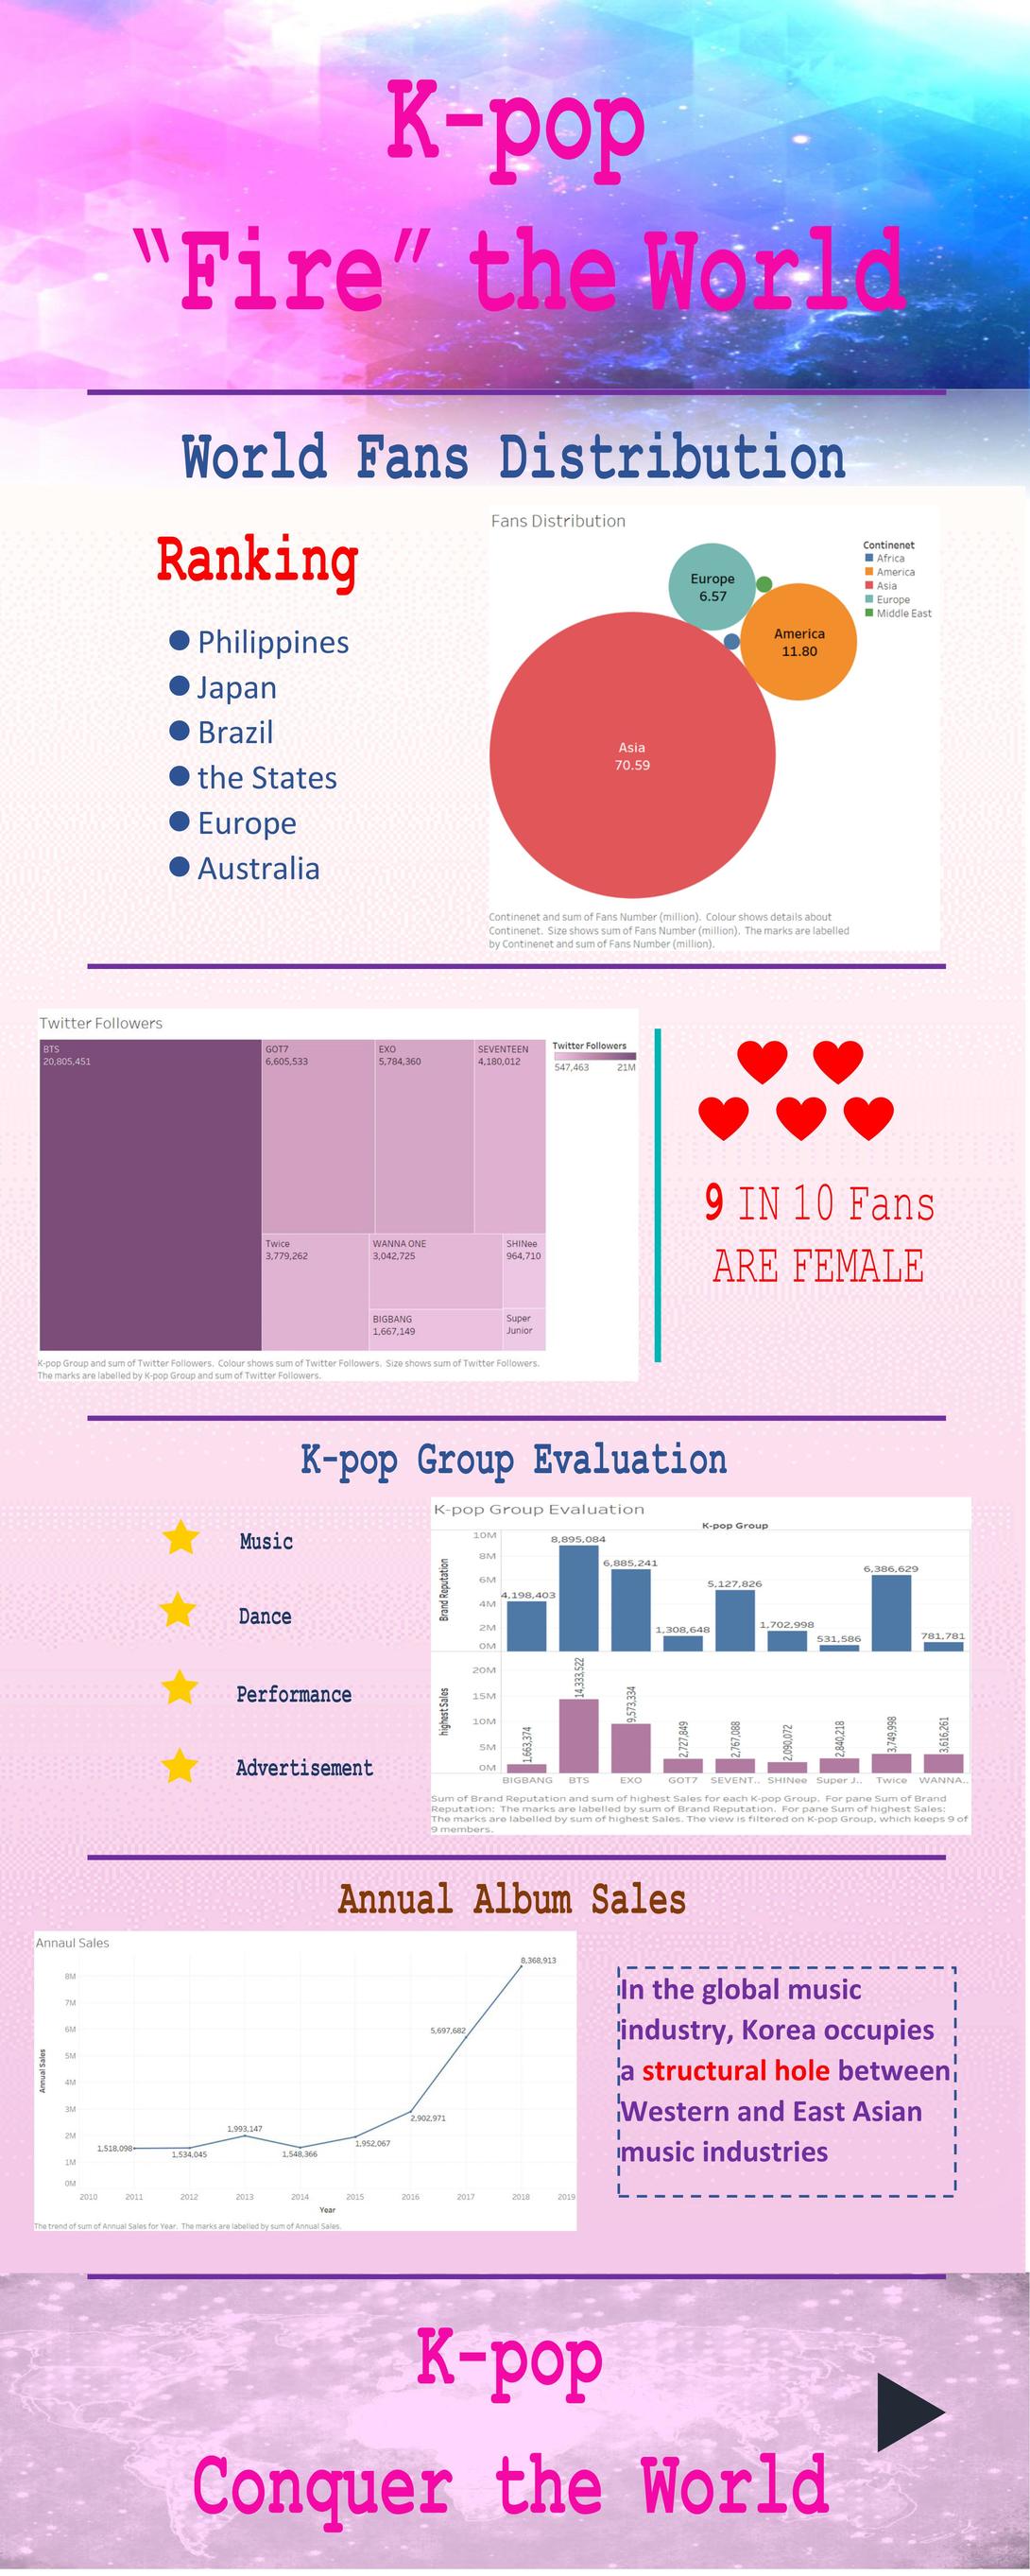 K-pop
“Fire” the World
World Fans Distribution
Ranking
Philippines
Japan
Brazil
the States
Europe
Australia
Fans Distribution
Continenet
Africa
America
Asia
Europe
Middle East
Europe
6.57
America
11.80
Asia
70.59
Continenet and sum of Fans Number (million). Colour shows details about
Continenet. Size shows sum of Fans Number (million). The marks are labelled
by Continenet and sum of Fans Number (million).
Twitter Followers
BTS
20,805,451
GOT7
6,605,533
EXO
5,784,360
SEVENTEEN
4,180,012
Twice
3,779,262
WANNA ONE
3,042,725
SHINee
964,710
BIGBANG
1,667,149
Super
Junior
Twitter Followers
547,463 21M
K-pop Group and sum of Twitter Followers. Colour shows sum of Twitter Followers. Size shows sum of Twitter Followers.
The marks are labelled by K-pop Group and sum of Twitter Followers.
9 IN 10 Fans
ARE FEMALE
K-pop Group Evaluation
Music
Dance
Performance
Advertisement
K-pop Group Evaluation
K-pop Group
Brand Reputation
10M
8M
6M
4M
2M
0M
4,198,403
8,895,084
6,885,241
1,308,648
5,127,826
1,702,998
531,586
6,386,629
781,781
highest Sales
20M
15M
10M
5M
0M
1,663,374
14,333,522
9,573,334
2,727,849
2,767,088
2,090,072
2,840,218
3,749,998
3,616,261
BIGBANG BTS EXO GOT7 SEVENT.. SHINee Super J.. Twice WANNA..
Sum of Brand Reputation and sum of highest Sales for each K-pop Group. For pane Sum of Brand
Reputation: The marks are labelled by sum of Brand Reputation. For pane Sum of highest Sales:
The marks are labelled by sum of highest Sales. The view is filtered on K-pop Group, which keeps 9 of
9 members.
Annual Album Sales
Annaul Sales
Annual Sales
8M
7M
6M
5M
4M
3M
2M
1M
0M
1,518,098
1,534,045
1,993,147
1,548,366
1,952,067
2,902,971
5,697,682
8,368,913
2010 2011 2012 2013 2014 2015 2016 2017 2018 2019
Year
The trend of sum of Annual Sales for Year. The marks are labelled by sum of Annual Sales.
In the global music
industry, Korea occupies
a structural hole between
Western and East Asian
music industries
K-pop
Conquer the World